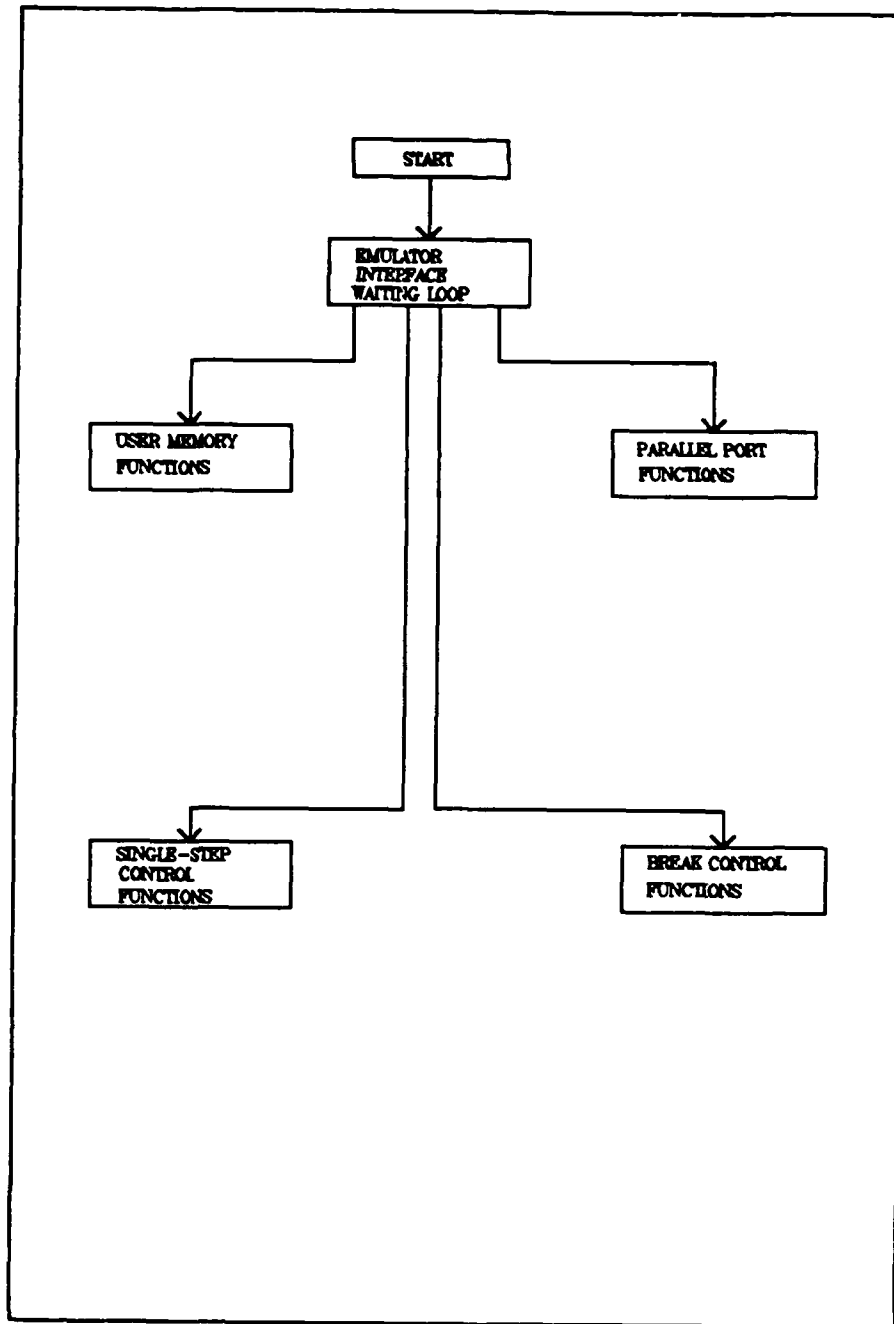 START
EMULATOR
INTERFACE
WAITING LOOP
USER MEMORY
FUNCTIONS
PARALLEL PORT
FUNCTIONS
SINGLE-STEP
CONTROL
FUNCTIONS
BREAK CONTROL
FUNCTIONS